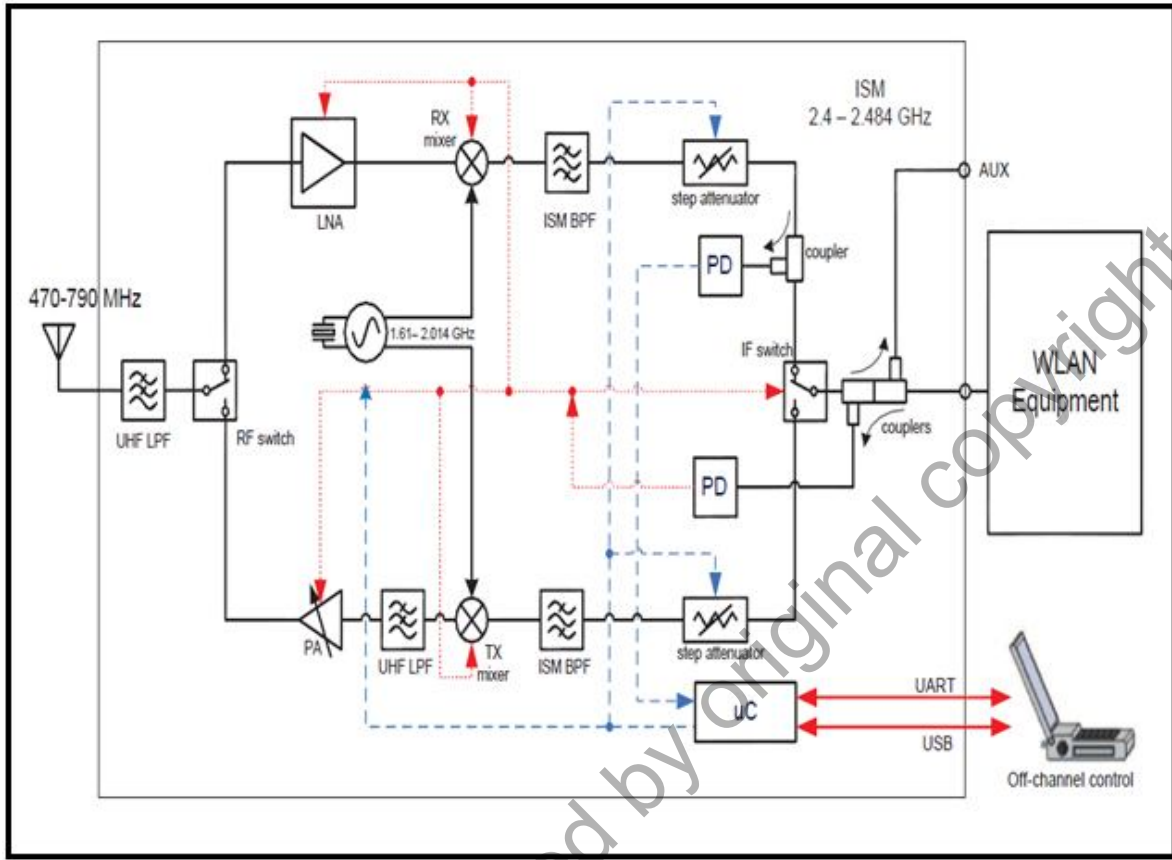 ISM
2.4 – 2.484 GHz
RX
mixer
AUX
LNA
ISM BPF
step attenuator
PD
coupler
470-790 MHz
1.61– 2.014 GHz
IF switch
WLAN
Equipment
UHF LPF
RF switch
couplers
PD
PA
UHF LPF
TX
mixer
ISM BPF
step attenuator
uC
UART
USB
Off-channel control
ed by original copyright